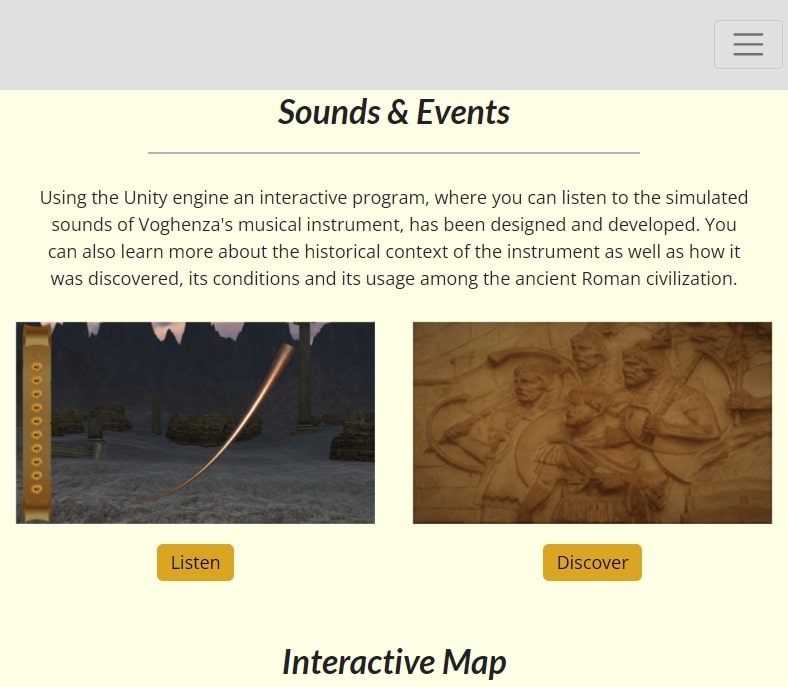 Sounds & Events
Using the Unity engine an interactive program, where you can listen to the simulated
sounds of Voghenza's musical instrument, has been designed and developed. You
can also learn more about the historical context of the instrument as well as how it
was discovered, its conditions and its usage among the ancient Roman civilization.
Listen
Discover
Interactive Map